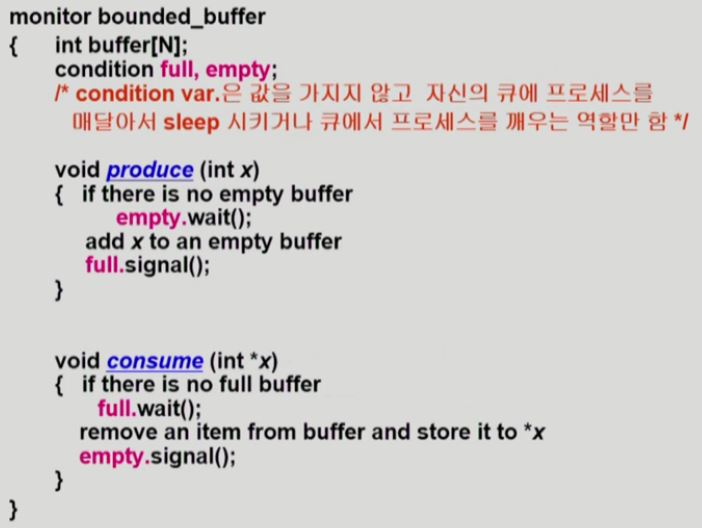 monitor bounded_buffer
{ int buffer[N];
condition full, empty;
/* condition var.은 값을 가지지 않고 자신의 큐에 프로세스를
매달아서 sleep 시키거나 큐에서 프로세스를 깨우는 역할만 함 */
void produce (int x)
{ if there is no empty buffer
empty.wait();
add x to an empty buffer
full.signal();
}
void consume (int *x)
{ if there is no full buffer
full.wait();
remove an item from buffer and store it to *x
empty.signal();
}
}